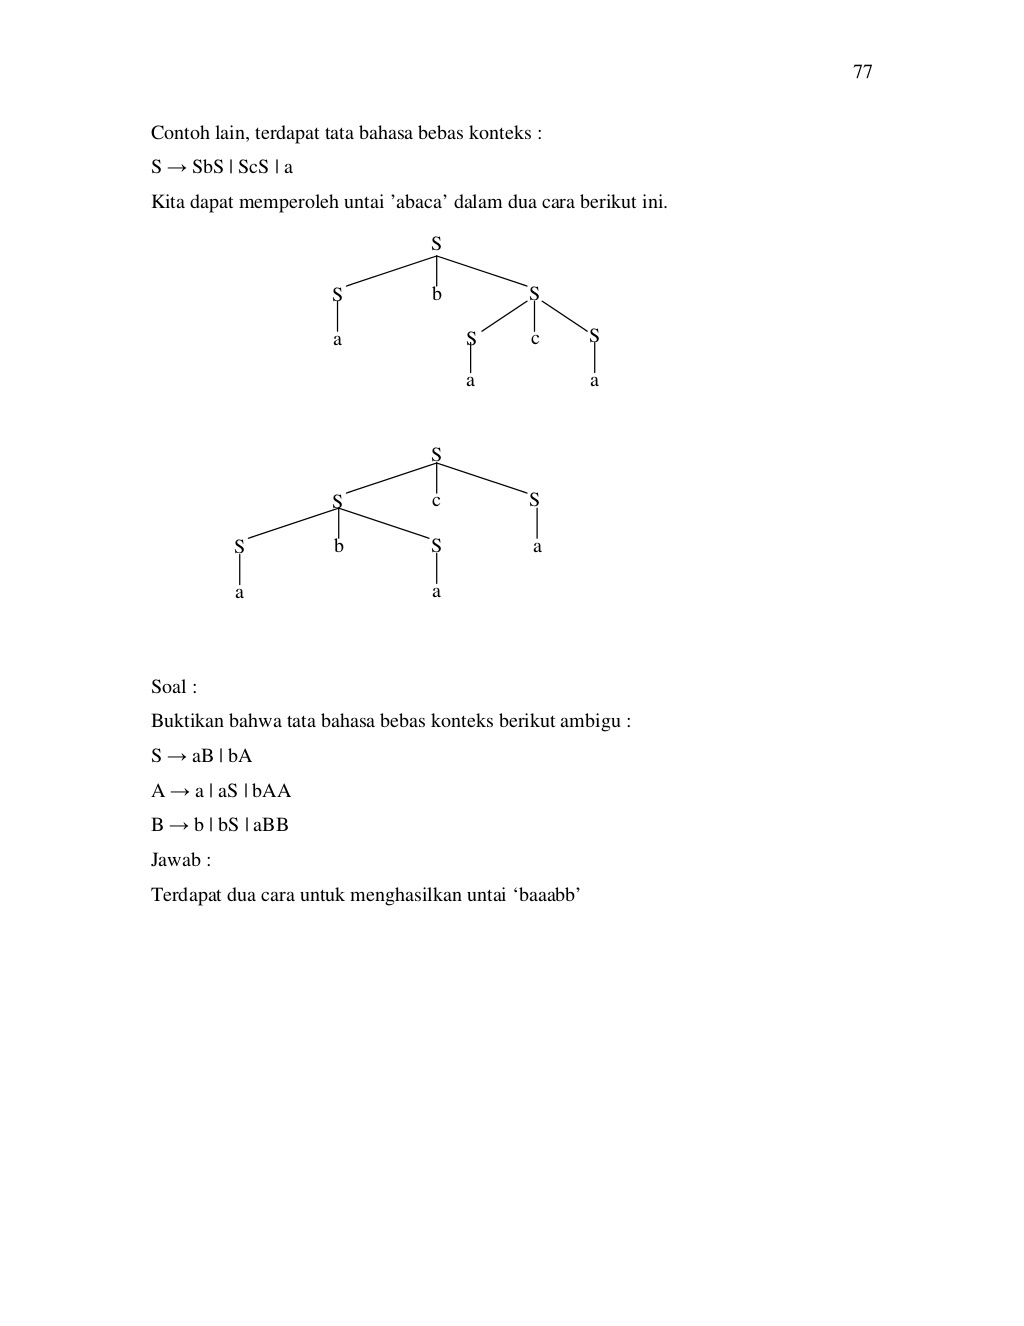 77
Contoh lain, terdapat tata bahasa bebas konteks :
S → SbS | ScS | a
Kita dapat memperoleh untai ’abaca’ dalam dua cara berikut ini.
S
S b S
a S c S
a a
S
S c S
S b S a
a a
Soal :
Buktikan bahwa tata bahasa bebas konteks berikut ambigu :
S → aB | bA
A → a | aS | bAA
B → b | bS | aBB
Jawab :
Terdapat dua cara untuk menghasilkan untai ‘baaabb’